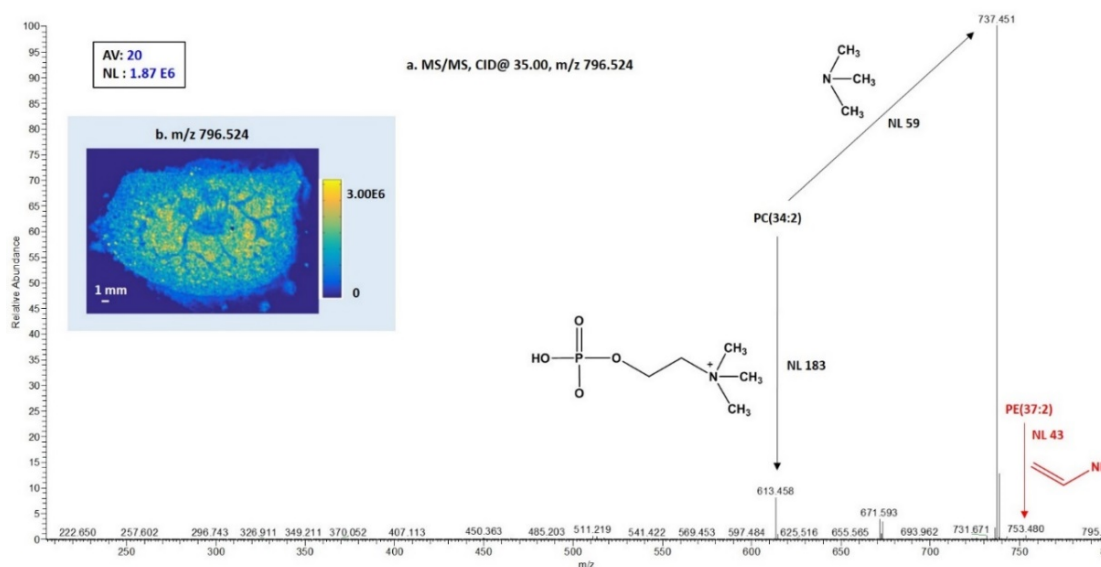 AV: 20
NL : 1.87 E6
a. MS/MS, CID@ 35.00, m/z 796.524
b. m/z 796.524
3.00E6
0
1 mm
737.451
CH3
N—CH3
CH3
NL 59
PC(34:2)
NL 183
O
HO P O
O
CH3
+
N—CH3
CH3
PE(37:2)
NL 43
613.458
671.593
222.650 257.602 296.743 326.911 349.211 370.052 407.113 450.363 485.203 511.219 541.422 569.453 597.484 625.516 655.565 693.962 731.671 753.480 795.
Relative Abundance
100
95
90
85
80
75
70
65
60
55
50
45
40
35
30
25
20
15
10
5
0
250 300 350 400 450 500 550 600 650 700 750
m/z